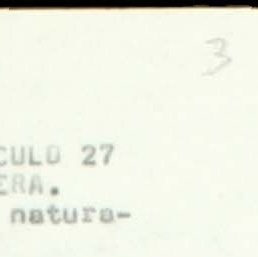 3
CULO 27
ERA.
natura-